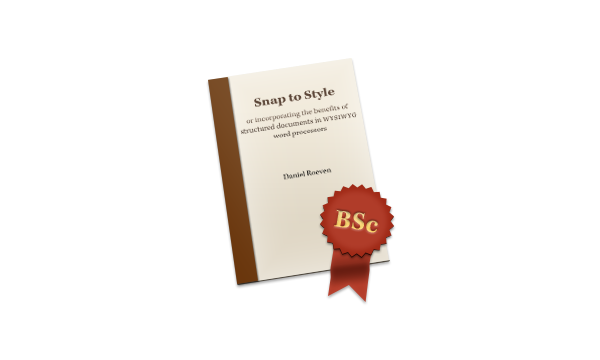 Snap to Style
or incorporating the benefits of
structured documents in WYSIWYG
word processors
Daniel Roeven
BSc